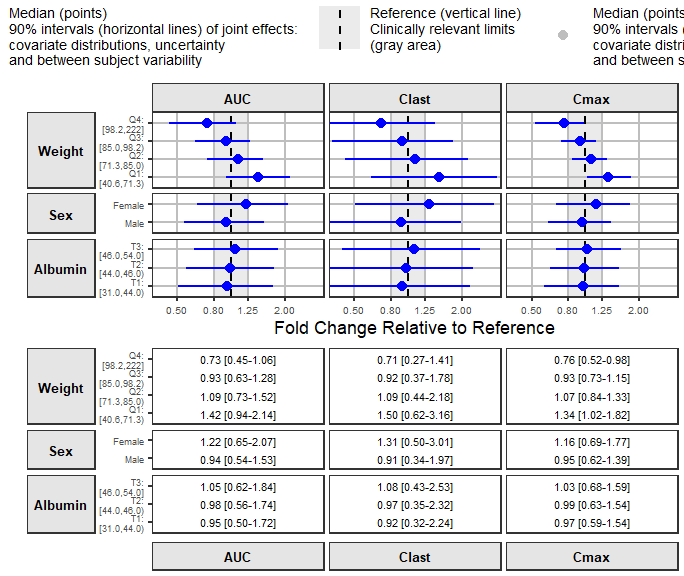 Median (points)
90% intervals (horizontal lines) of joint effects:
covariate distributions, uncertainty
and between subject variability
Reference (vertical line)
Clinically relevant limits
(gray area)
Median (points
90% intervals (
covariate distri
and between s
AUC
Clast
Cmax
Weight
Q4:
[98.2,222]
Q3:
[85.0,98.2)
Q2:
[71.3,85.0)
Q1:
[40.6,71.3)
Sex
Female
Male
Albumin
T3:
[46.0,54.0]
T2:
[44.0,46.0)
T1:
[31.0,44.0)
0.50 0.80 1.25 2.00 0.50 0.80 1.25 2.00 0.50 0.80 1.25 2.00
Fold Change Relative to Reference
Weight
Q4:
[98.2,222]
Q3:
[85.0,98.2)
Q2:
[71.3,85.0)
Q1:
[40.6,71.3)
0.73 [0.45-1.06] 0.71 [0.27-1.41] 0.76 [0.52-0.98]
0.93 [0.63-1.28] 0.92 [0.37-1.78] 0.93 [0.73-1.15]
1.09 [0.73-1.52] 1.09 [0.44-2.18] 1.07 [0.84-1.33]
1.42 [0.94-2.14] 1.50 [0.62-3.16] 1.34 [1.02-1.82]
Sex
Female 1.22 [0.65-2.07] 1.31 [0.50-3.01] 1.16 [0.69-1.77]
Male 0.94 [0.54-1.53] 0.91 [0.34-1.97] 0.95 [0.62-1.39]
Albumin
T3:
[46.0,54.0]
T2:
[44.0,46.0)
T1:
[31.0,44.0)
1.05 [0.62-1.84] 1.08 [0.43-2.53] 1.03 [0.68-1.59]
0.98 [0.56-1.74] 0.97 [0.35-2.32] 0.99 [0.63-1.54]
0.95 [0.50-1.72] 0.92 [0.32-2.24] 0.97 [0.59-1.54]
AUC
Clast
Cmax